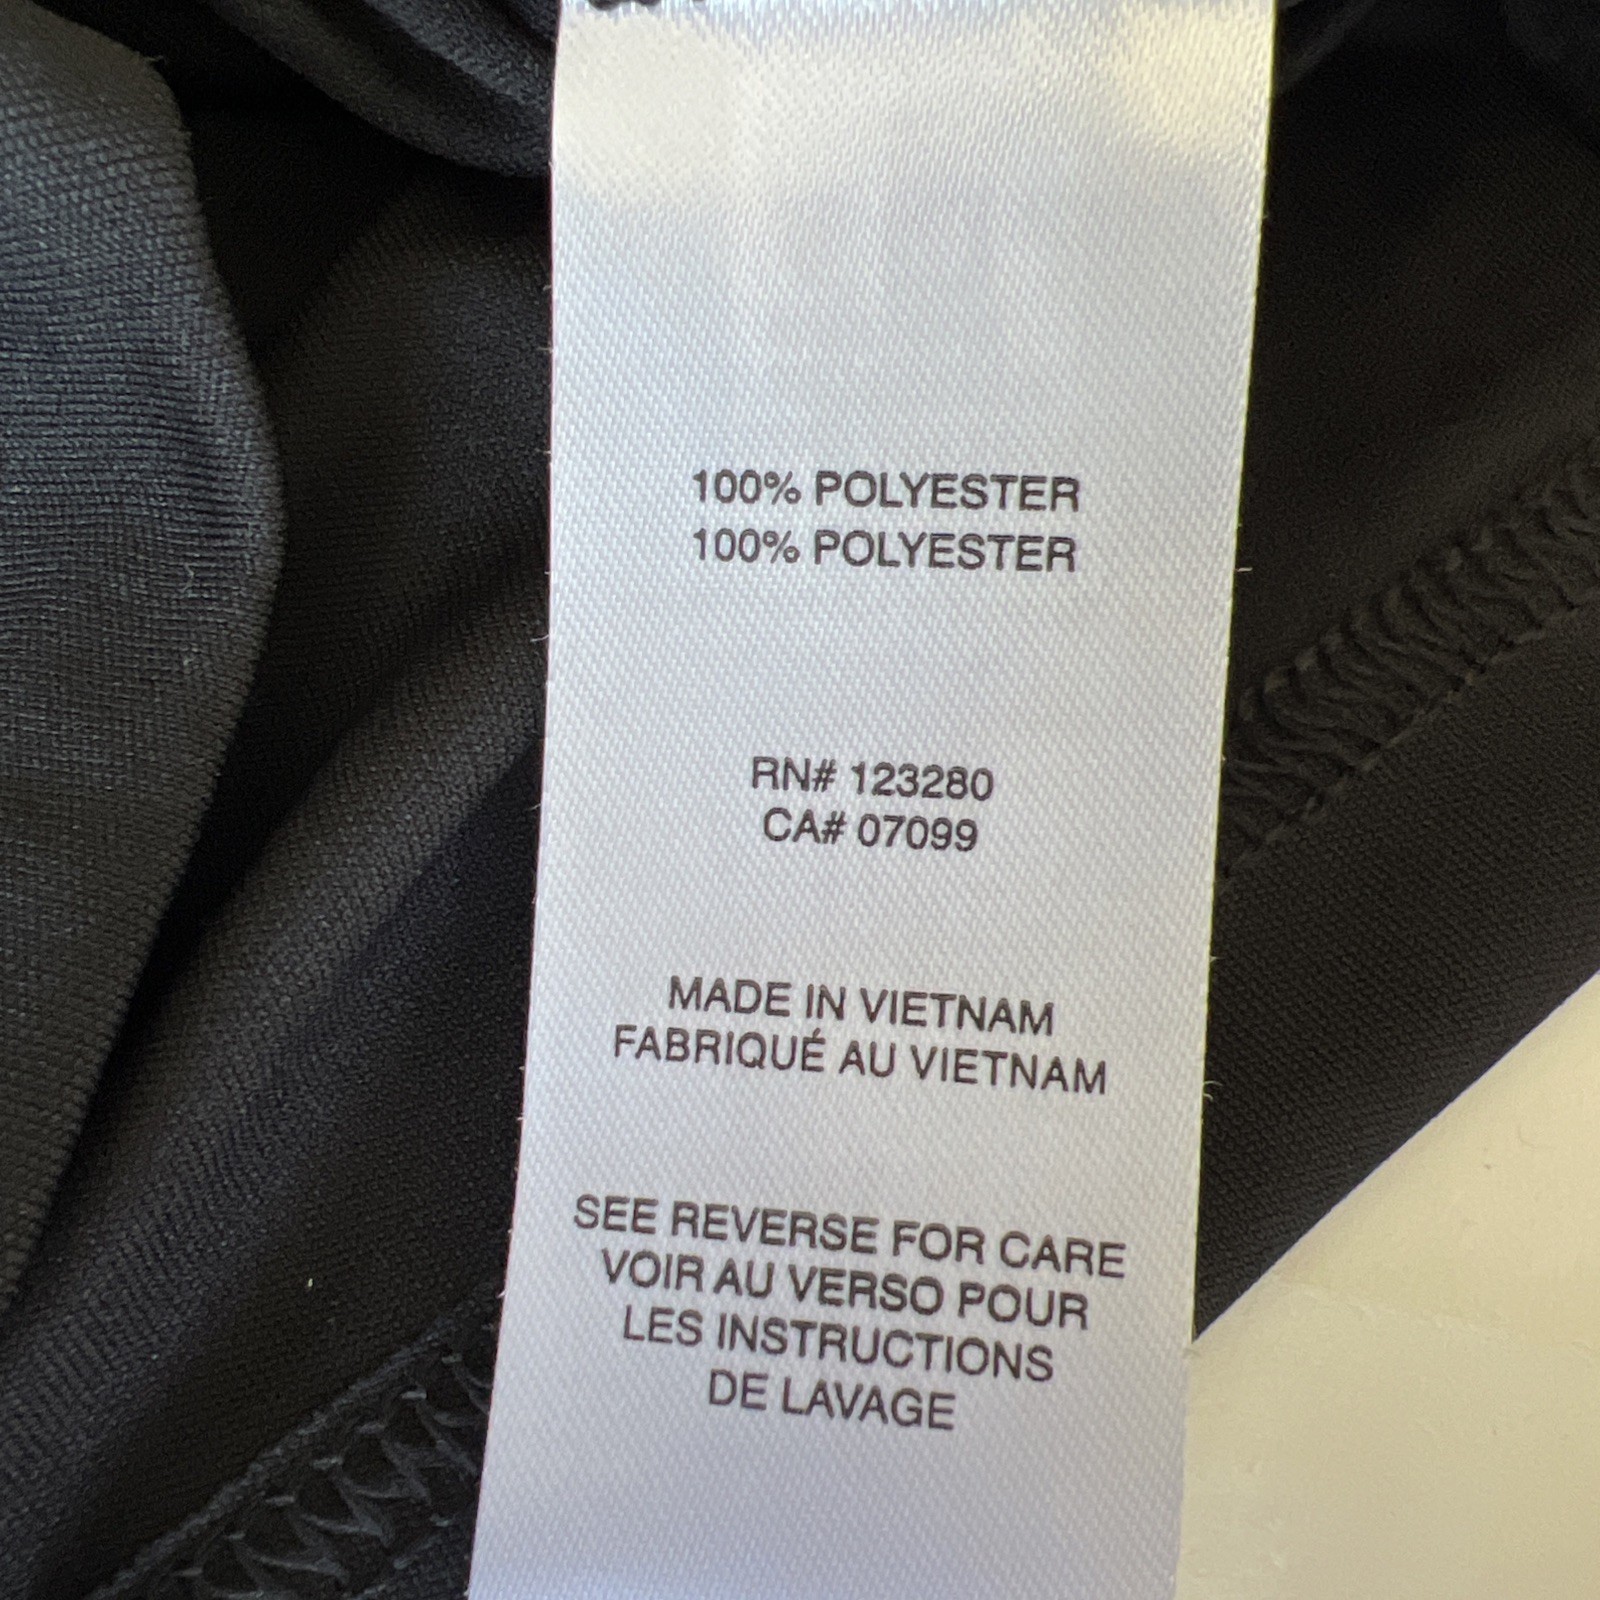 100% POLYESTER
100% POLYESTER
RN# 123280
CA# 07099
MADE IN VIETNAM
FABRIQUÉ AU VIETNAM
SEE REVERSE FOR CARE
VOIR AU VERSO POUR
LES INSTRUCTIONS
DE LAVAGE